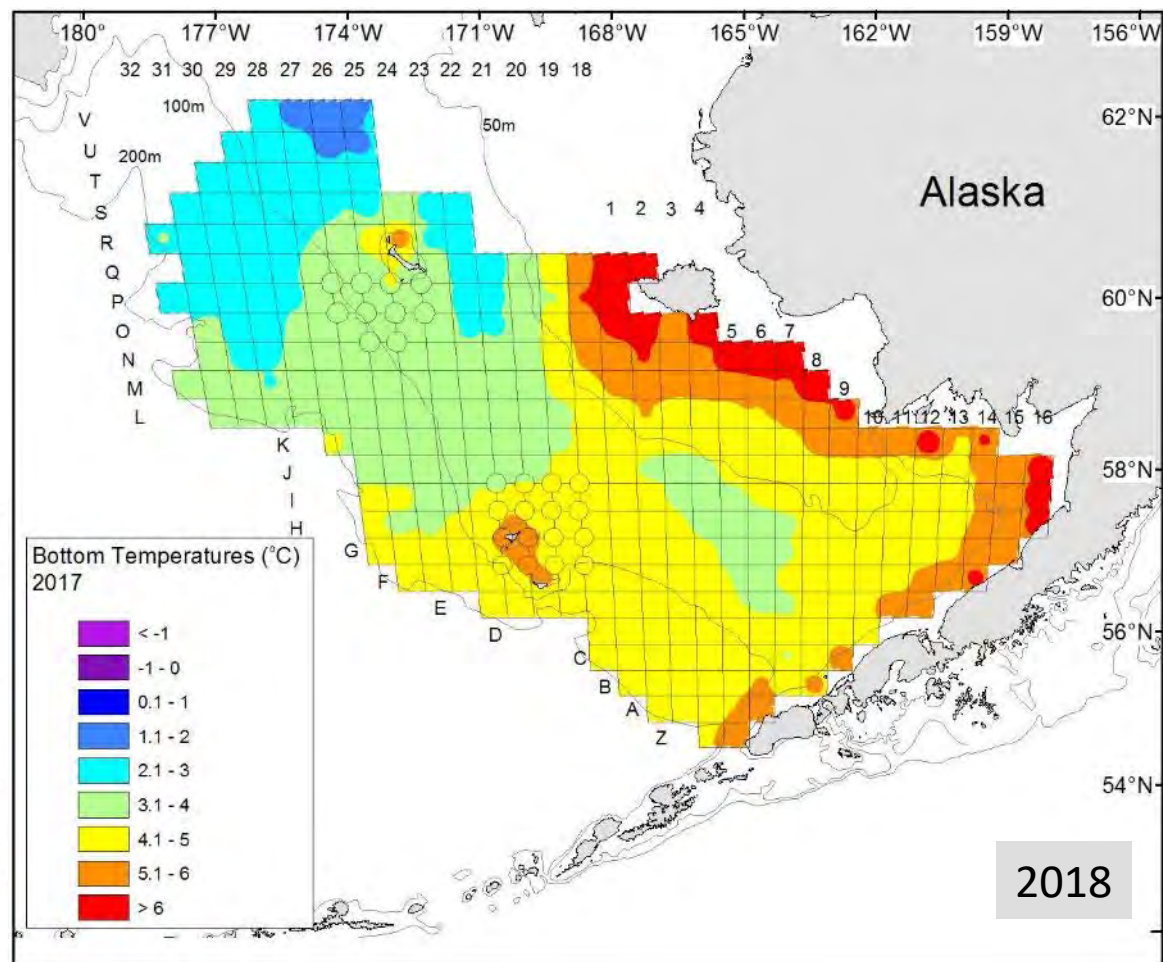 180° 177°W 174°W 171°W 168°W 165°W 162°W 159°W 156°W
32 31 30 29 28 27 26 25 24 23 22 21 20 19 18
100m
50m
62°N
V
U
200m
T
S
Alaska
1 2 3 4
R
Q
P
60°N
O
N
5 6 7
M
8
L
9
10 11 12 13 14 15 16
K
J
58°N
I
H
G
F
E
D
C
B
A
Z
56°N
54°N
Bottom Temperatures (°C)
2017
< -1
-1 - 0
0.1 - 1
1.1 - 2
2.1 - 3
3.1 - 4
4.1 - 5
5.1 - 6
> 6
2018